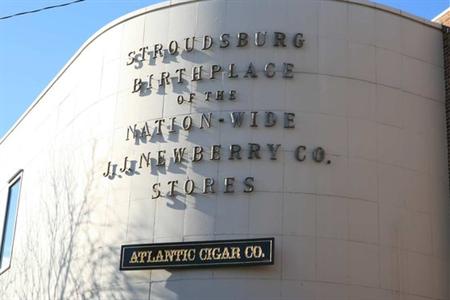 STROUDSBURG
BIRTHPLACE
OF THE
NATION-WIDE
J.J. NEWBERRY CO.
STORES
ATLANTIC CIGAR CO.